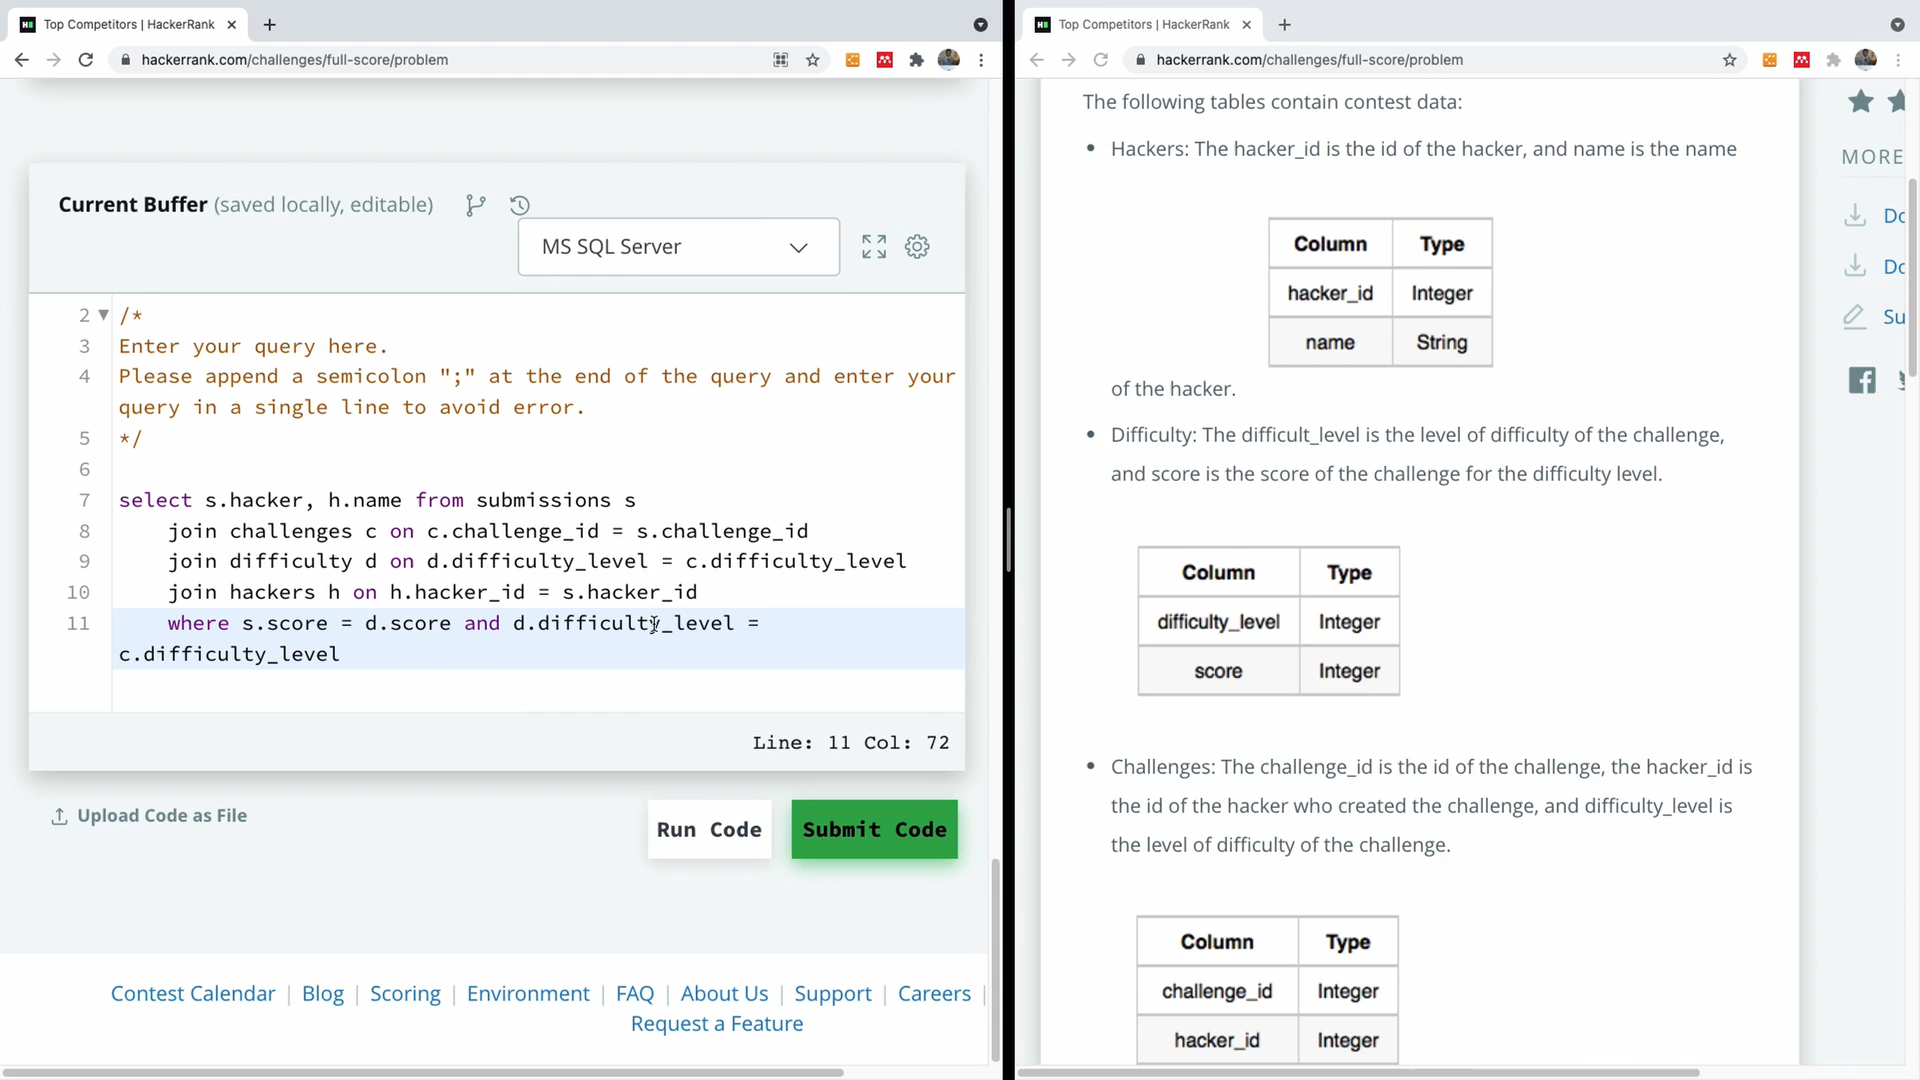 Top Competitors | HackerRank
hackerrank.com/challenges/full-score/problem
Current Buffer (saved locally, editable)
MS SQL Server
2 /*
3 Enter your query here.
4 Please append a semicolon ";" at the end of the query and enter your
query in a single line to avoid error.
5 */
6
7 select s.hacker, h.name from submissions s
8 join challenges c on c.challenge_id = s.challenge_id
9 join difficulty d on d.difficulty_level = c.difficulty_level
10 join hackers h on h.hacker_id = s.hacker_id
11 where s.score = d.score and d.difficulty_level =
c.difficulty_level
Line: 11 Col: 72
Upload Code as File
Run Code
Submit Code
Contest Calendar | Blog | Scoring | Environment | FAQ | About Us | Support | Careers |
Request a Feature
Top Competitors | HackerRank
hackerrank.com/challenges/full-score/problem
The following tables contain contest data:
• Hackers: The hacker_id is the id of the hacker, and name is the name
Column Type
hacker_id Integer
name String
of the hacker.
• Difficulty: The difficult_level is the level of difficulty of the challenge,
and score is the score of the challenge for the difficulty level.
Column Type
difficulty_level Integer
score Integer
• Challenges: The challenge_id is the id of the challenge, the hacker_id is
the id of the hacker who created the challenge, and difficulty_level is
the level of difficulty of the challenge.
Column Type
challenge_id Integer
hacker_id Integer
MORE